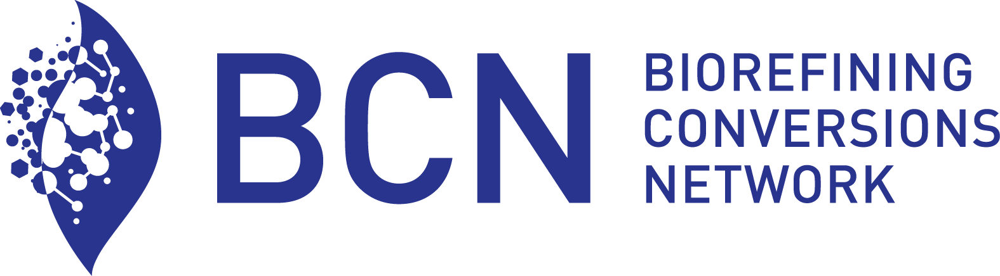 BCN
BIOREFINING
CONVERSIONS
NETWORK